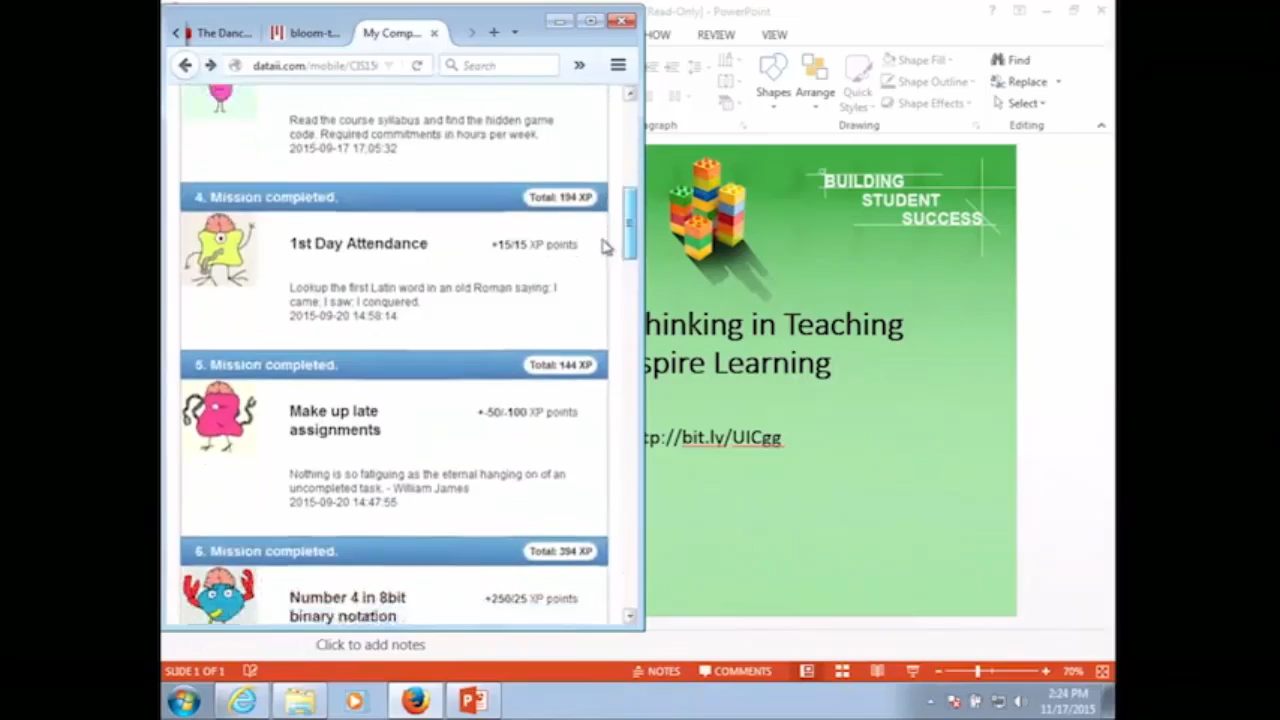 [Read-Only] - PowerPoint
The Danc...
bloom-t...
My Comp...
HOW
REVIEW
VIEW
dataii.com/mobile/CIS15
Search
Shapes
Arrange
Quick
Styles
Shape Fill
Shape Outline
Shape Effects
Find
Replace
Select
agraph
Drawing
Editing
Read the course syllabus and find the hidden game
code. Required commitments in hours per week.
2015-09-17 17:05:32
4. Mission completed.
Total: 194 XP
1st Day Attendance
+15/15 XP points
Lookup the first Latin word in an old Roman saying: I
came; I saw; I conquered.
2015-09-20 14:58:14
5. Mission completed.
Total: 144 XP
Make up late
assignments
+-50/-100 XP points
Nothing is so fatiguing as the eternal hanging on of an
uncompleted task. - William James
2015-09-20 14:47:55
6. Mission completed.
Total: 394 XP
Number 4 in 8bit
binary notation
+250/25 XP points
BUILDING
STUDENT
SUCCESS
hinking in Teaching
spire Learning
tp://bit.ly/UICgg
Click to add notes
SLIDE 1 OF 1
NOTES
COMMENTS
70%
2:24 PM
11/17/2015